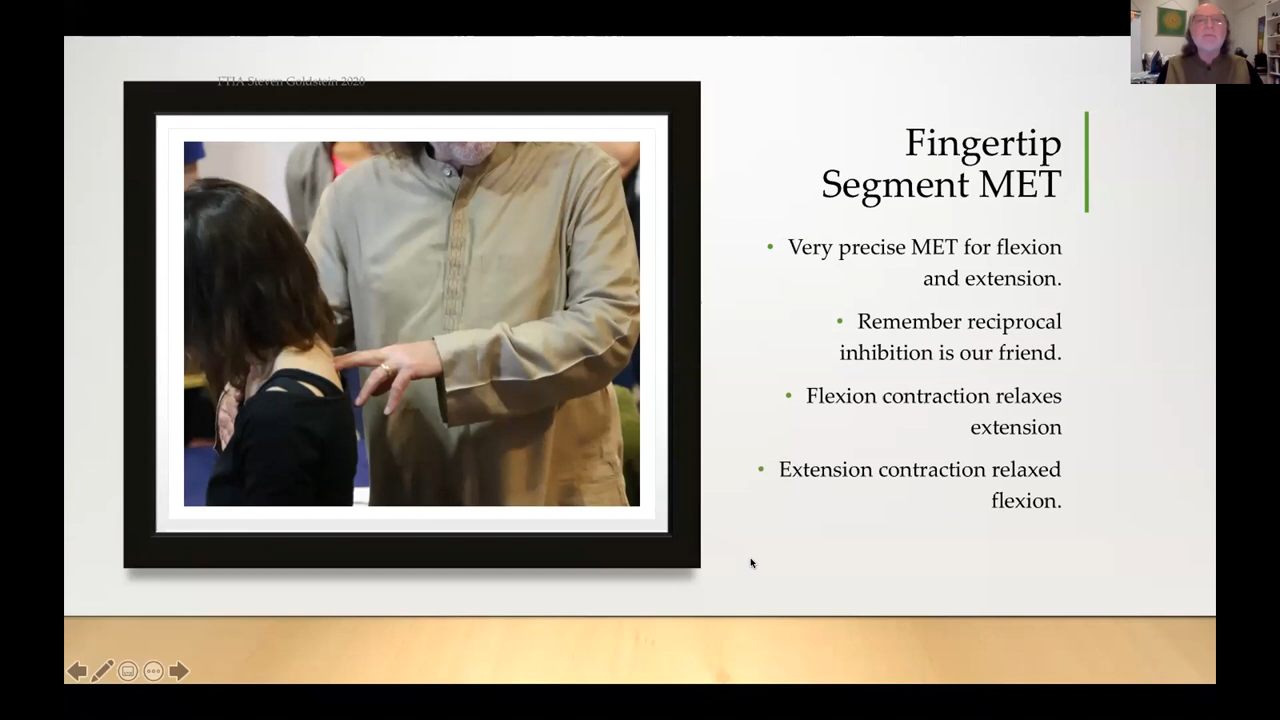 FTIA Steven Goldstein 2020
Fingertip
Segment MET
• Very precise MET for flexion
and extension.
• Remember reciprocal
inhibition is our friend.
• Flexion contraction relaxes
extension
• Extension contraction relaxed
flexion.